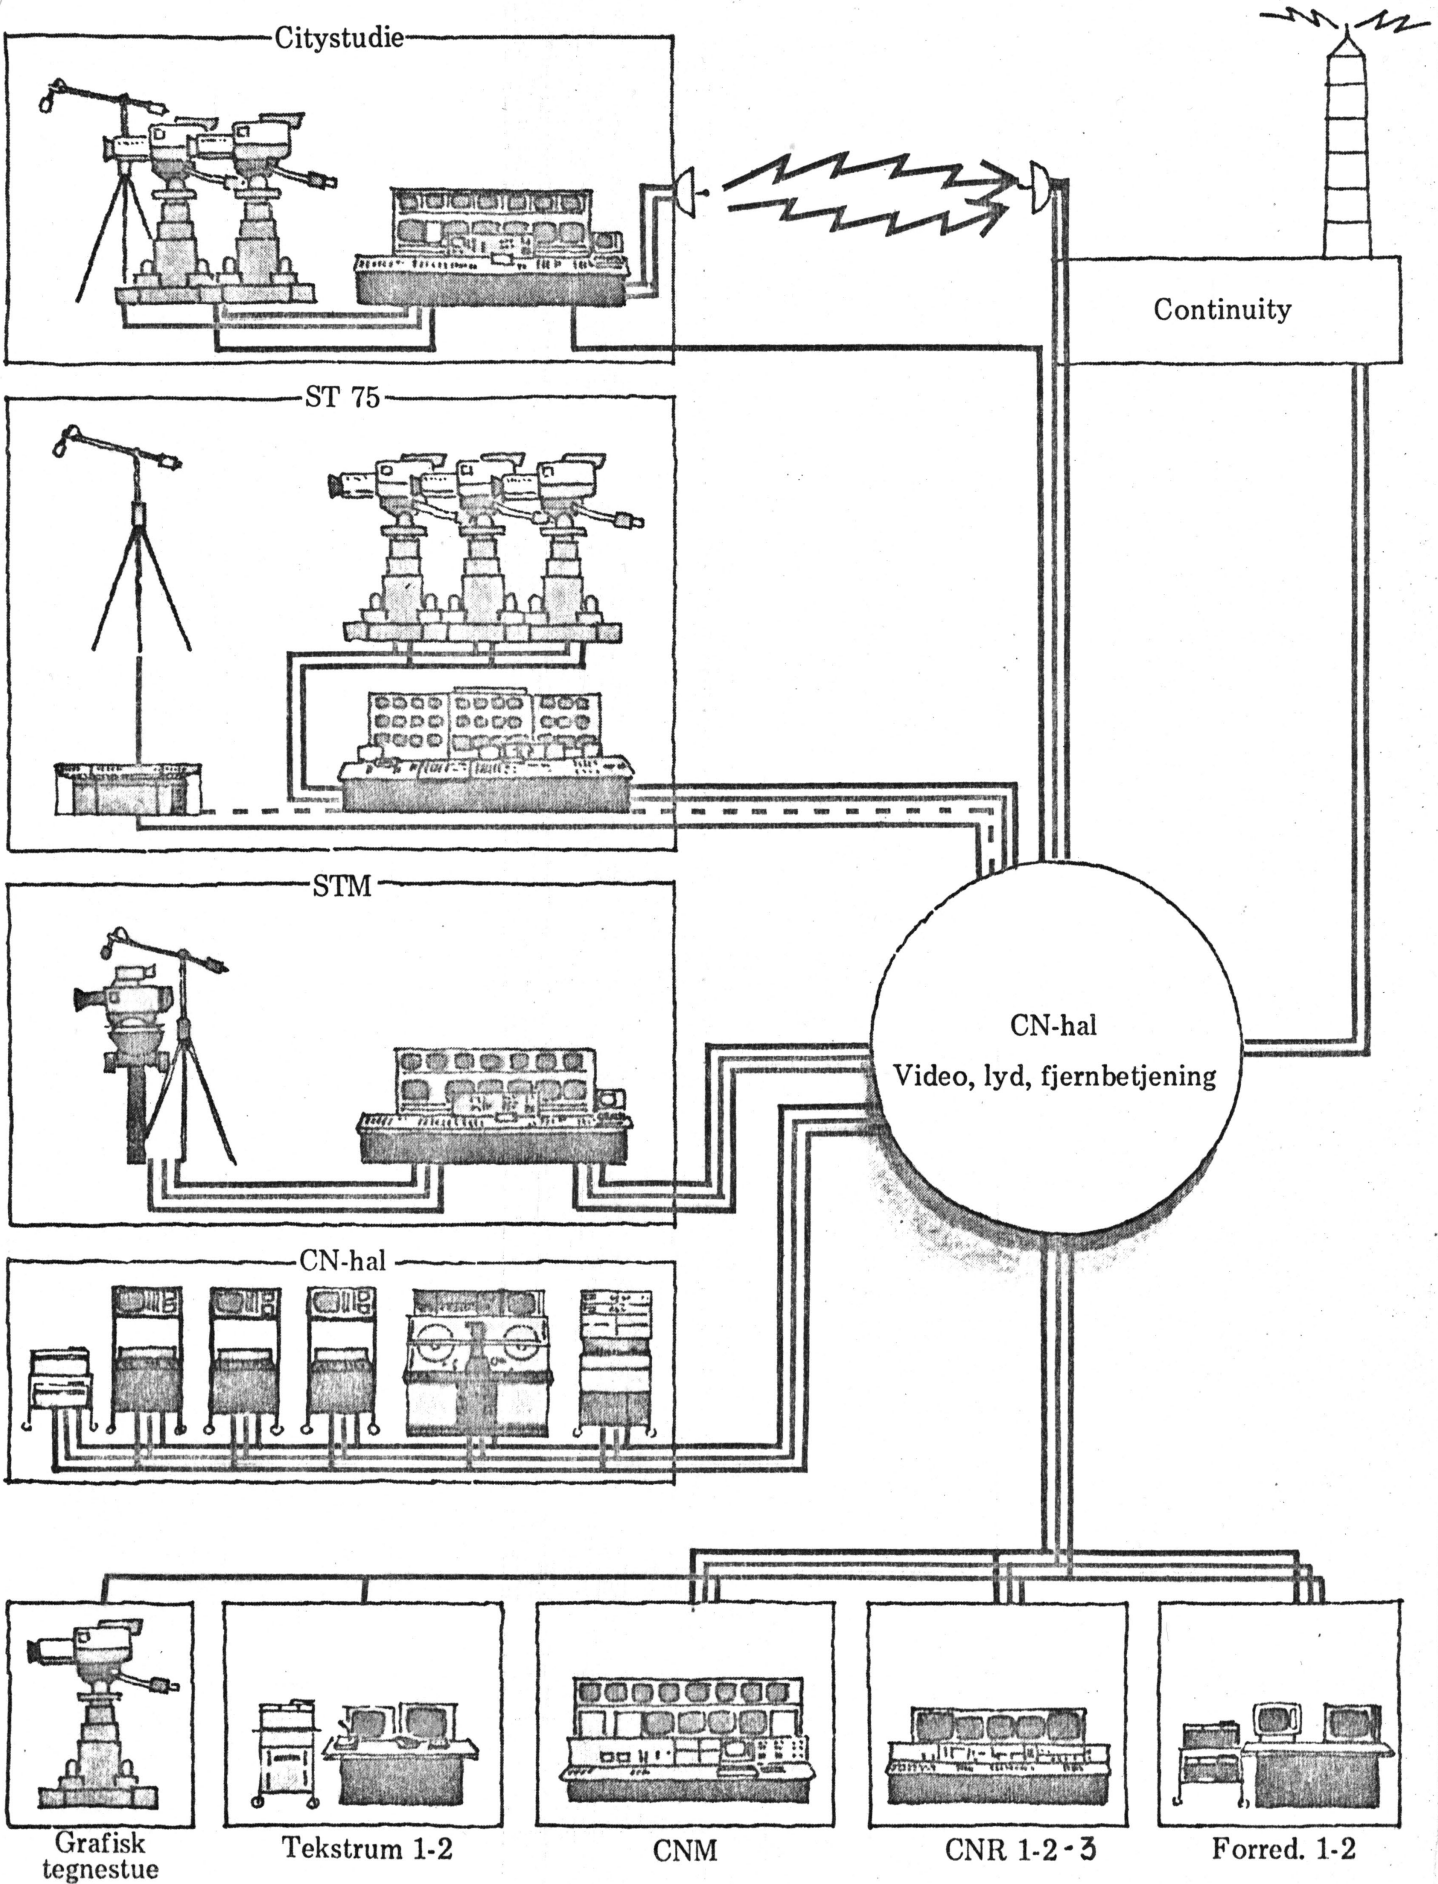 Citystudie
Continuity
ST 75
STM
CN-hal
Video, lyd, fjernbetjening
CN-hal
Grafisk
tegnestue
Tekstrum 1-2
CNM
CNR 1-2-3
Forred. 1-2